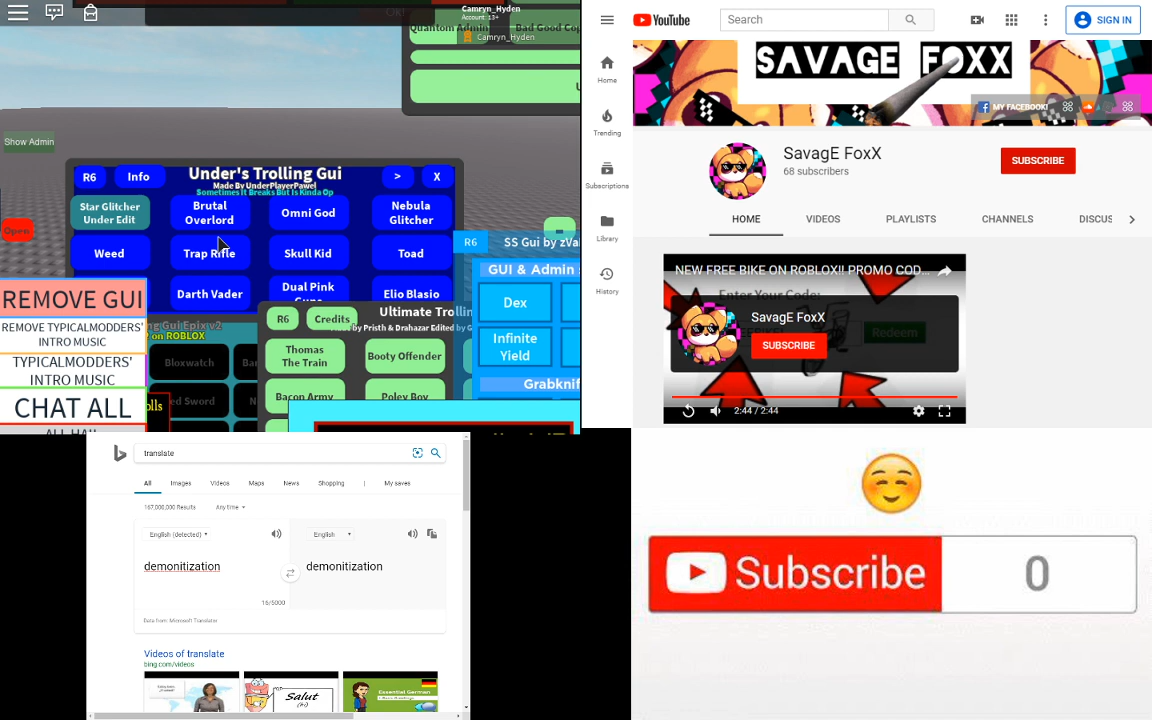 Camryn_Hyden
Account: 13+
Camryn_Hyden
Quantom Admin
Bad Good Cop
Show Admin
R6
Info
Under's Trolling Gui
>
X
Made By UnderPlayerPawel
Sometimes It Breaks But Is Kinda Op
Star Glitcher
Under Edit
Brutal
Overlord
Omni God
Nebula
Glitcher
Open
Weed
Trap Rifle
Skull Kid
Toad
Darth Vader
Dual Pink
Guns
Elio Blasio
R6
SS Gui by zVa
GUI & Admin
Dex
Infinite
Yield
Grabknif
REMOVE GUI
REMOVE TYPICALMODDERS'
INTRO MUSIC
TYPICALMODDERS'
INTRO MUSIC
CHAT ALL
ng Gui Epix v2
on ROBLOX
Bloxwatch
Ban
ed Sword
olls
R6
Credits
Ultimate Trollin
Made by Pristh & Drahazar Edited by G
Thomas
The Train
Booty Offender
Bacon Army
Poley Boy
YouTube
Search
SIGN IN
Home
Trending
Subscriptions
Library
History
SAVAGE FOXX
MY FACEBOOK!
SavagE FoxX
68 subscribers
SUBSCRIBE
HOME
VIDEOS
PLAYLISTS
CHANNELS
DISCUS
NEW FREE BIKE ON ROBLOX!! PROMO COD...
Enter Your Code:
SavagE FoxX
SUBSCRIBE
Redeem
2:44 / 2:44
translate
All
Images
Videos
Maps
News
Shopping
|
My saves
167,000,000 Results
Any time
English (detected)
English
demonitization
demonitization
16/5000
Data from: Microsoft Translator
Videos of translate
bing.com/videos
Salut
Essential German
Subscribe
0